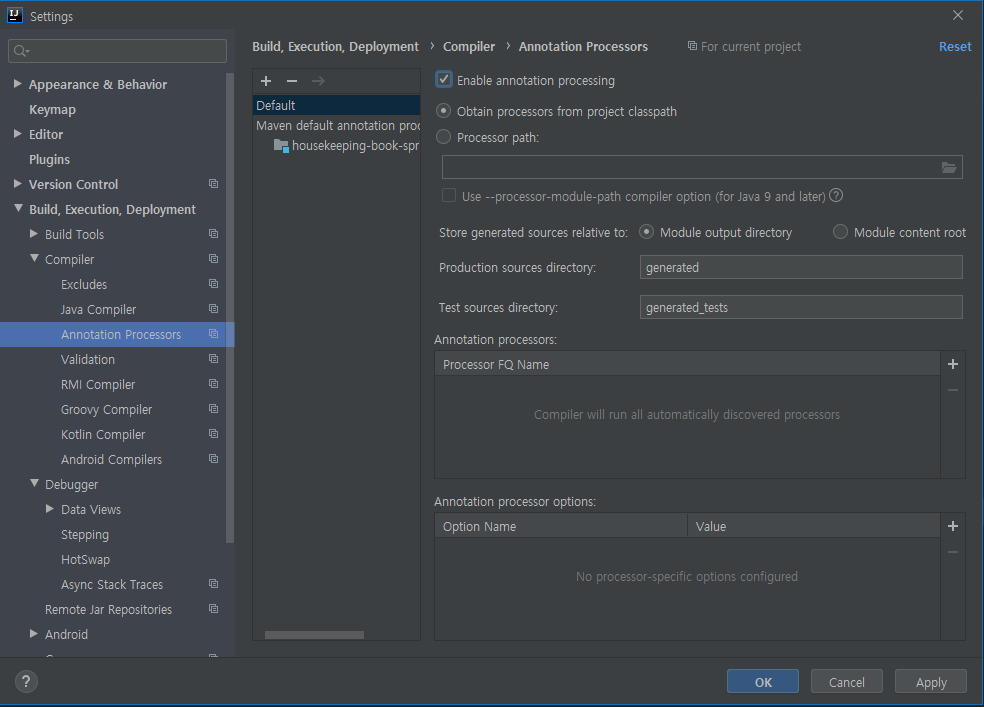 IJ
Settings
Build, Execution, Deployment › Compiler › Annotation Processors For current project Reset
Appearance & Behavior
Keymap
Editor
Plugins
Version Control
Build, Execution, Deployment
Build Tools
Compiler
Excludes
Java Compiler
Annotation Processors
Validation
RMI Compiler
Groovy Compiler
Kotlin Compiler
Android Compilers
Debugger
Data Views
Stepping
HotSwap
Async Stack Traces
Remote Jar Repositories
Android
Default
Maven default annotation proc
housekeeping-book-spr
Enable annotation processing
Obtain processors from project classpath
Processor path:
Use --processor-module-path compiler option (for Java 9 and later) ?
Store generated sources relative to: Module output directory Module content root
Production sources directory: generated
Test sources directory: generated_tests
Annotation processors:
Processor FQ Name
Compiler will run all automatically discovered processors
Annotation processor options:
Option Name Value
No processor-specific options configured
? OK Cancel Apply